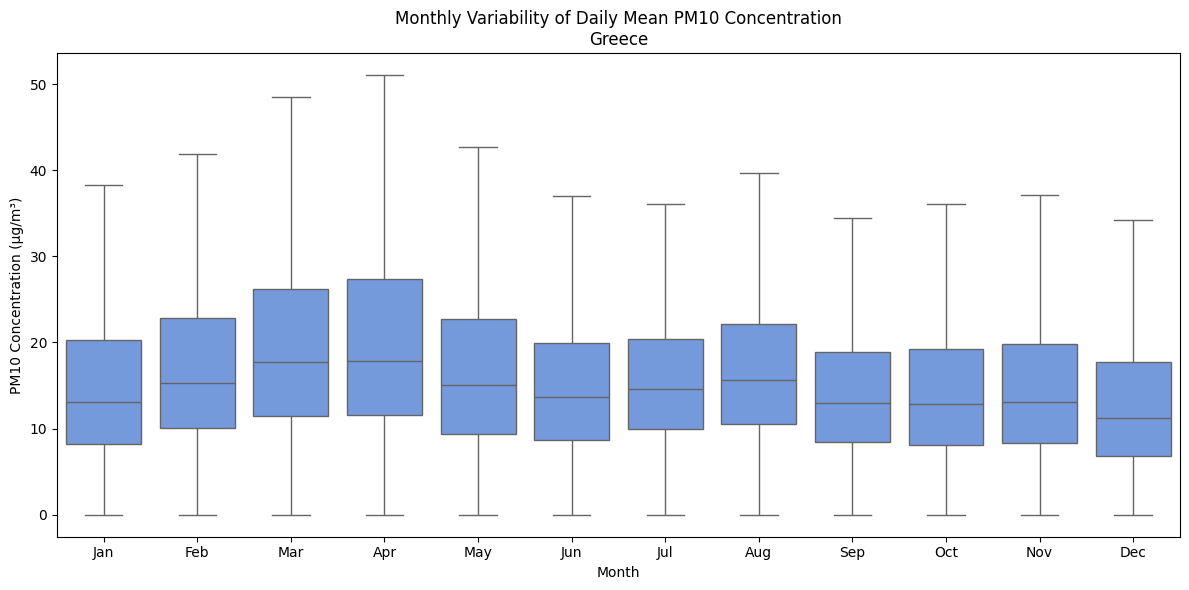 Monthly Variability of Daily Mean PM10 Concentration
Greece
PM10 Concentration (µg/m³)
50
40
30
20
10
0
Jan Feb Mar Apr May Jun Jul Aug Sep Oct Nov Dec
Month